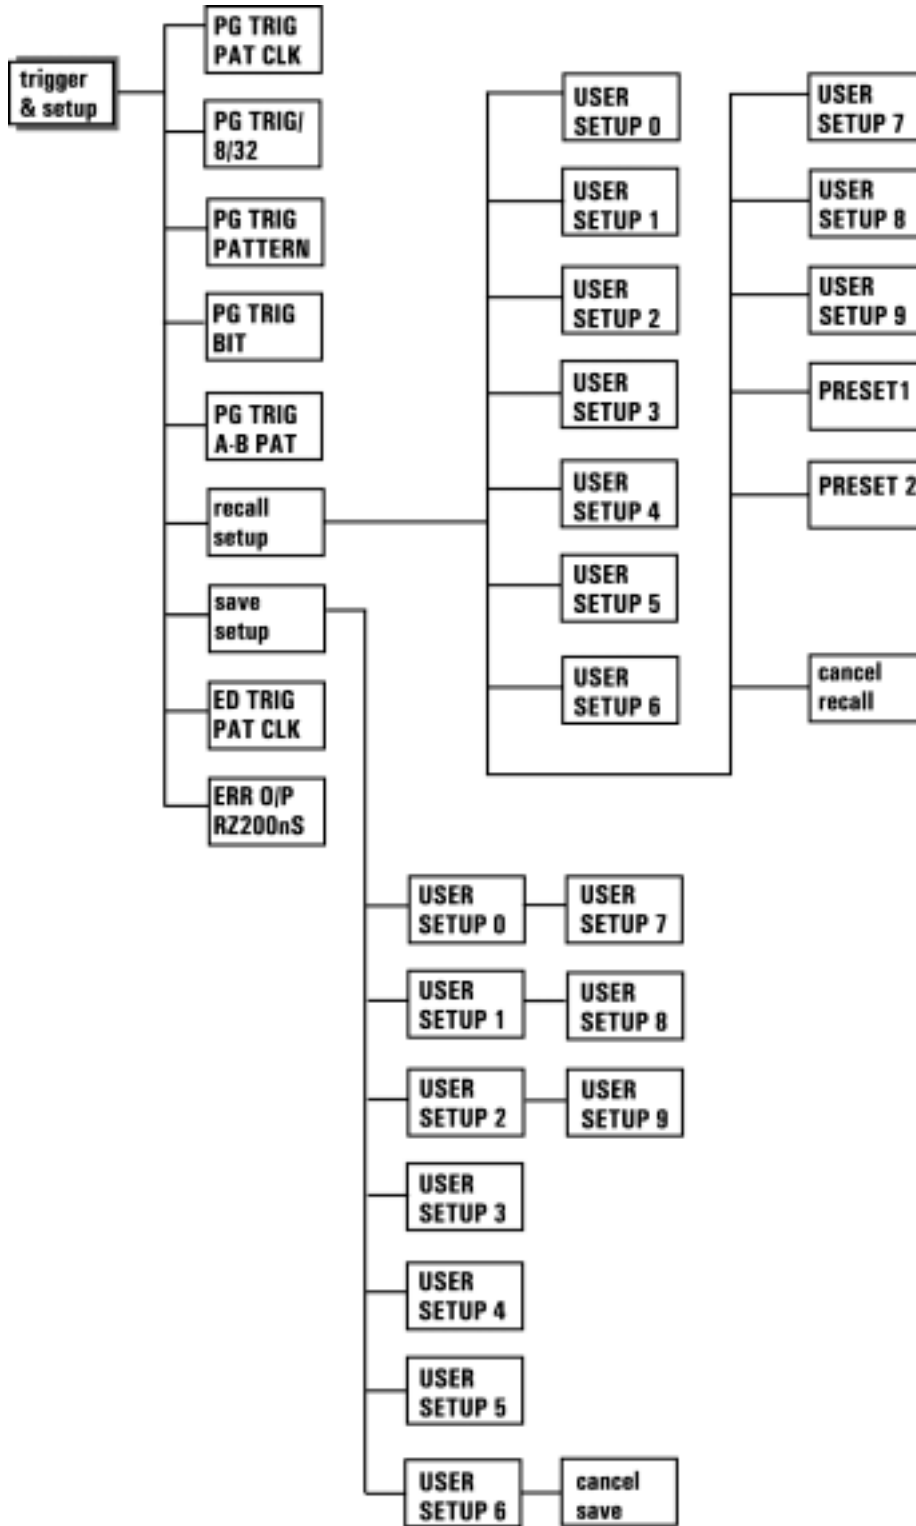 trigger
& setup
PG TRIG
PAT CLK
PG TRIG/
8/32
PG TRIG
PATTERN
PG TRIG
BIT
PG TRIG
A-B PAT
recall
setup
save
setup
ED TRIG
PAT CLK
ERR O/P
RZ200nS
USER
SETUP 0
USER
SETUP 1
USER
SETUP 2
USER
SETUP 3
USER
SETUP 4
USER
SETUP 5
USER
SETUP 6
USER
SETUP 7
USER
SETUP 8
USER
SETUP 9
PRESET1
PRESET 2
cancel
recall
USER
SETUP 0
USER
SETUP 7
USER
SETUP 1
USER
SETUP 8
USER
SETUP 2
USER
SETUP 9
USER
SETUP 3
USER
SETUP 4
USER
SETUP 5
USER
SETUP 6
cancel
save